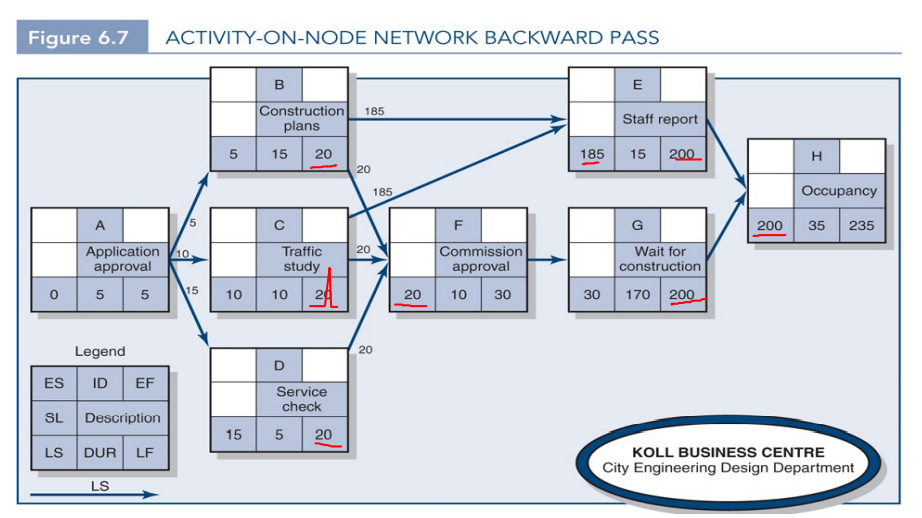 Figure 6.7 ACTIVITY-ON-NODE NETWORK BACKWARD PASS
B
Construction
plans
5 15 20
185
20
E
Staff report
185 15 200
H
Occupancy
200 35 235
A
Application
approval
0 5 5
5
10
15
C
Traffic
study
10 10 20
185
20
F
Commission
approval
20 10 30
G
Wait for
construction
30 170 200
D
Service
check
15 5 20
20
Legend
ES ID EF
SL Description
LS DUR LF
LS
KOLL BUSINESS CENTRE
City Engineering Design Department